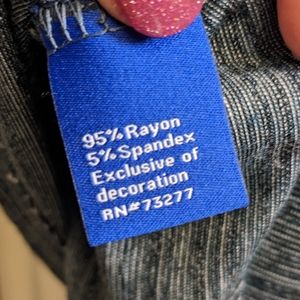 95% Rayon
5% Spandex
Exclusive of
decoration
RN#73277